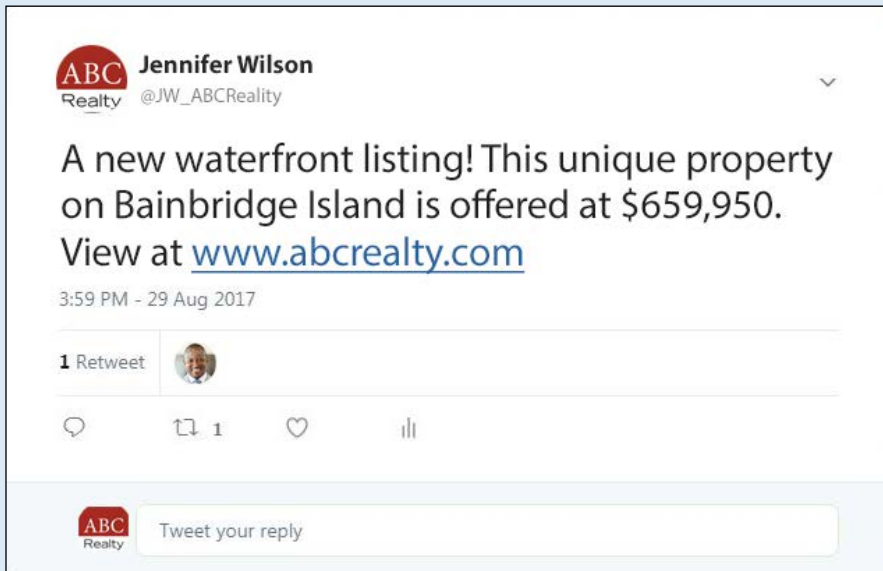 ABC
Realty
Jennifer Wilson
@JW_ABCReality
A new waterfront listing! This unique property
on Bainbridge Island is offered at $659,950.
View at www.abcrealty.com
3:59 PM - 29 Aug 2017
1 Retweet
1
ABC
Realty
Tweet your reply